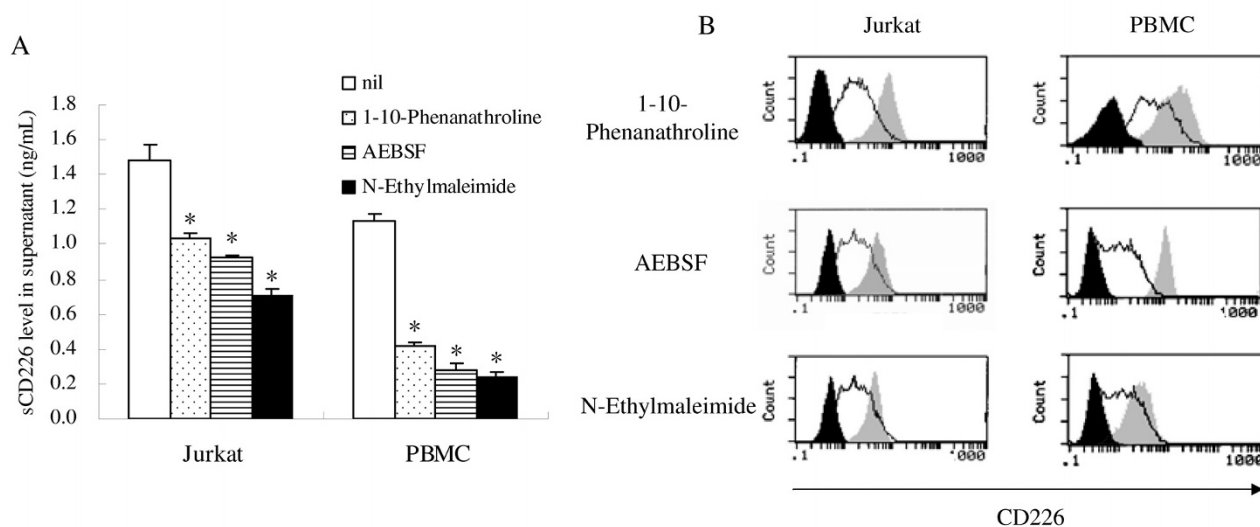 A
nil
1-10-Phenanathroline
AEBSF
N-Ethylmaleimide
sCD226 level in supernatant (ng/mL)
1.8
1.6
1.4
1.2
1.0
0.8
0.6
0.4
0.2
0.0
* * *
* * *
Jurkat PBMC
B
Jurkat PBMC
1-10-
Phenanathroline
Count Count
.1 1000 .1 1000
AEBSF
Count Count
.1 1000 .1 1000
N-Ethylmaleimide
Count Count
.1 000 .1 1000
CD226